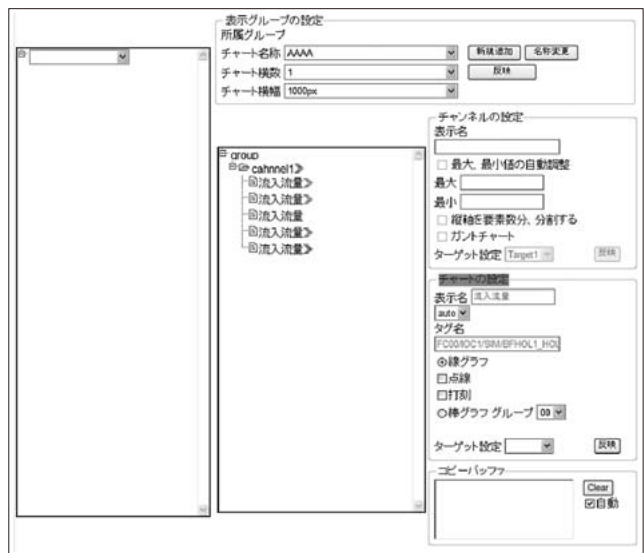 表示グループの設定
所属グループ
チャート名称 AAAA 新規追加 名称変更
チャート横数 1 反映
チャート横幅 1000px
group
cahnnel1》
流入流量》
流入流量》
流入流量
流入流量》
流入流量》
チャンネルの設定
表示名
最大, 最小値の自動調整
最大
最小
縦軸を要素数分、分割する
ガントチャート
ターゲット設定 Target1 反映
チャートの設定
表示名 流入流量
auto
タグ名
FC00/IOC1/SIM/BFHOL1_HOL
線グラフ
点線
打刻
棒グラフ グループ 00
ターゲット設定 反映
コピーバッファ
Clear
自動